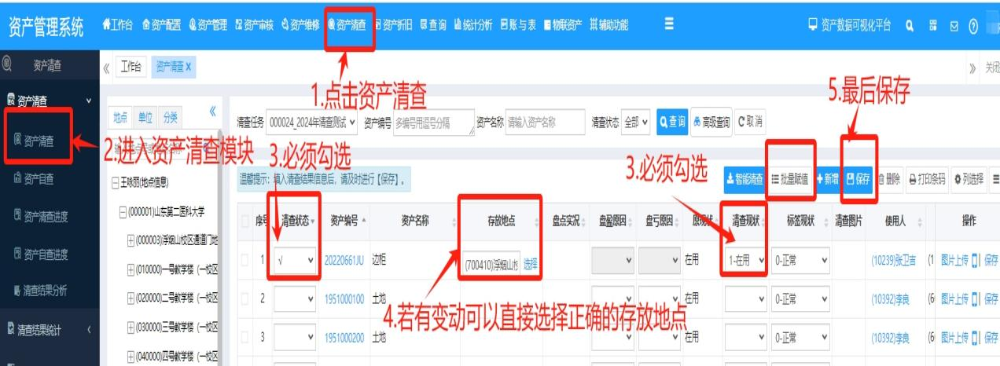 资产管理系统 工作台 资产配置 资产管理 资产审核 资产维修 资产清查 资产折旧 查询 统计分析 账与表 物联资产 辅助功能 资产数据可视化平台
资产清查 工作台 资产清查 关闭
1.点击资产清查
5.最后保存
资产清查
地点 单位 分类
清查任务 000024_2024年清查测试 资产编号 多编号用逗号分隔 资产名称 请输入资产名称 清查状态 全部 查询 高级查询 取消
资产清查
2.进入资产清查模块
3.必须勾选
3.必须勾选
温馨提示:填入清查结果信息后,请及时进行【保存】。
智能清查 批量赋值 新增 保存 删除 打印条码 列选择
资产自查
王咏丽(地点信息)
资产清查进度
(000001)山东第二医科大学
序号 清查状态 资产编号 资产名称 存放地点 盘点实况 盘盈原因 盘亏原因 原现状 清查现状 标签现状 清查图片 使用人 操作
(000003)浮烟山校区通道门地
资产自查进度
1 √ 20220661JU 边柜 (700410)浮烟山校 选择 在用 1-在用 0-正常 (10239)张卫吉 (1 图片上传 保存
(010000)一号教学楼(一校区
清查结果分析
(020000)二号教学楼(一校区
2 1951000100 土地 在用 0-正常 (10392)李良 (6 图片上传 保存
4.若有变动可以直接选择正确的存放地点
清查结果统计
(030000)三号教学楼(一校区
3 1951000200 土地 在用 0-正常 (10392)李良 (6 图片上传 保存
(040000)四号教学楼(一校区